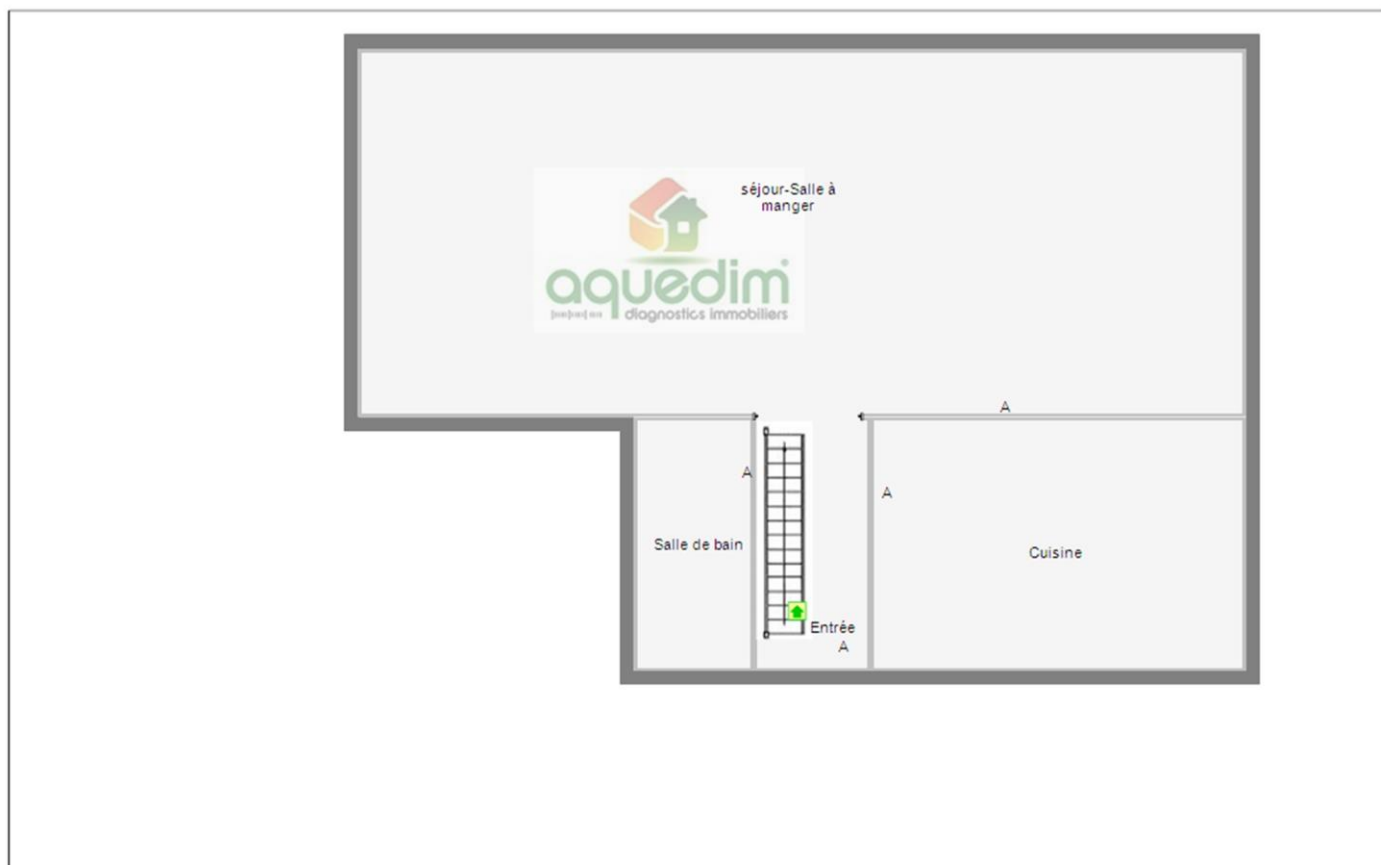 séjour-Salle à
manger
aquedim
diagnostics immobiliers
A
A
A
Salle de bain
Cuisine
Entrée
A